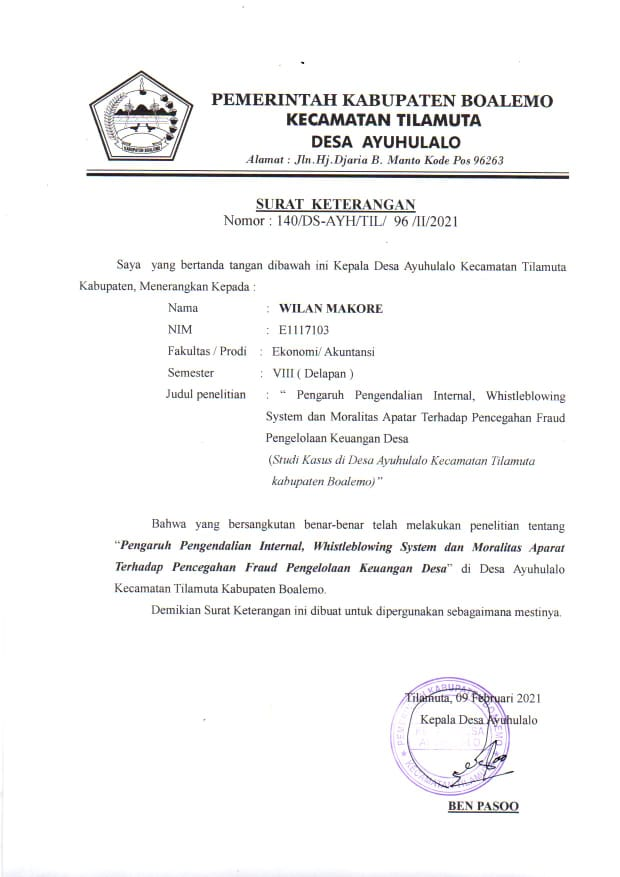 KABUPATEN BOALEMO
PEMERINTAH KABUPATEN BOALEMO
KECAMATAN TILAMUTA
DESA AYUHULALO
Alamat : Jln.Hj.Djaria B. Manto Kode Pos 96263
SURAT KETERANGAN
Nomor : 140/DS-AYH/TIL/ 96 /II/2021
Saya yang bertanda tangan dibawah ini Kepala Desa Ayuhulalo Kecamatan Tilamuta
Kabupaten, Menerangkan Kepada :
Nama : WILAN MAKORE
NIM : E1117103
Fakultas / Prodi : Ekonomi/ Akuntansi
Semester : VIII ( Delapan )
Judul penelitian : “ Pengaruh Pengendalian Internal, Whistleblowing
System dan Moralitas Apatar Terhadap Pencegahan Fraud
Pengelolaan Keuangan Desa
(Studi Kasus di Desa Ayuhulalo Kecamatan Tilamuta
kabupaten Boalemo)”
Bahwa yang bersangkutan benar-benar telah melakukan penelitian tentang
“Pengaruh Pengendalian Internal, Whistleblowing System dan Moralitas Aparat
Terhadap Pencegahan Fraud Pengelolaan Keuangan Desa” di Desa Ayuhulalo
Kecamatan Tilamuta Kabupaten Boalemo.
Demikian Surat Keterangan ini dibuat untuk dipergunakan sebagaimana mestinya.
Tilamuta, 09 Februari 2021
Kepala Desa Ayuhulalo
BEN PASOO